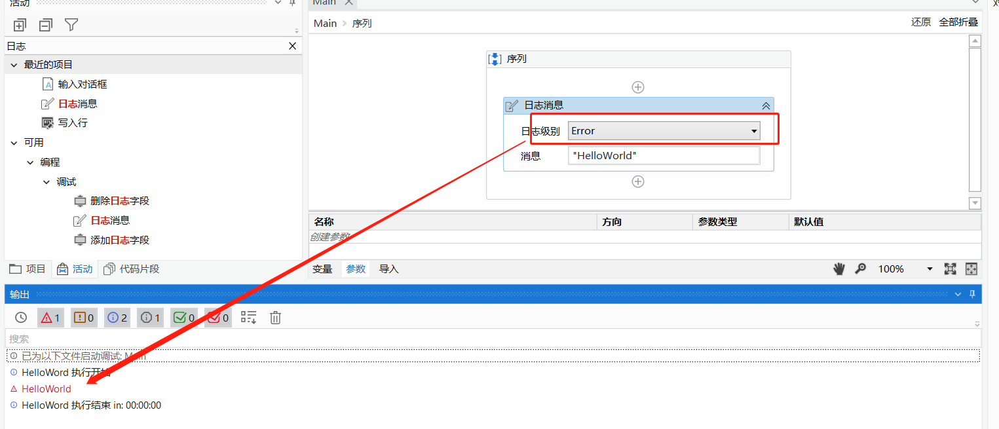 活动
日志
最近的项目
输入对话框
日志消息
写入行
可用
编程
调试
删除日志字段
日志消息
添加日志字段
项目 活动 代码片段
Main
Main 序列
还原 全部折叠
序列
日志消息
日志级别 Error
消息 "HelloWorld"
名称 方向 参数类型 默认值
创建参数
变量 参数 导入 100%
输出
1 0 2 1 0 0
搜索
已为以下文件启动调试: Main
HelloWord 执行开始
HelloWorld
HelloWord 执行结束 in: 00:00:00